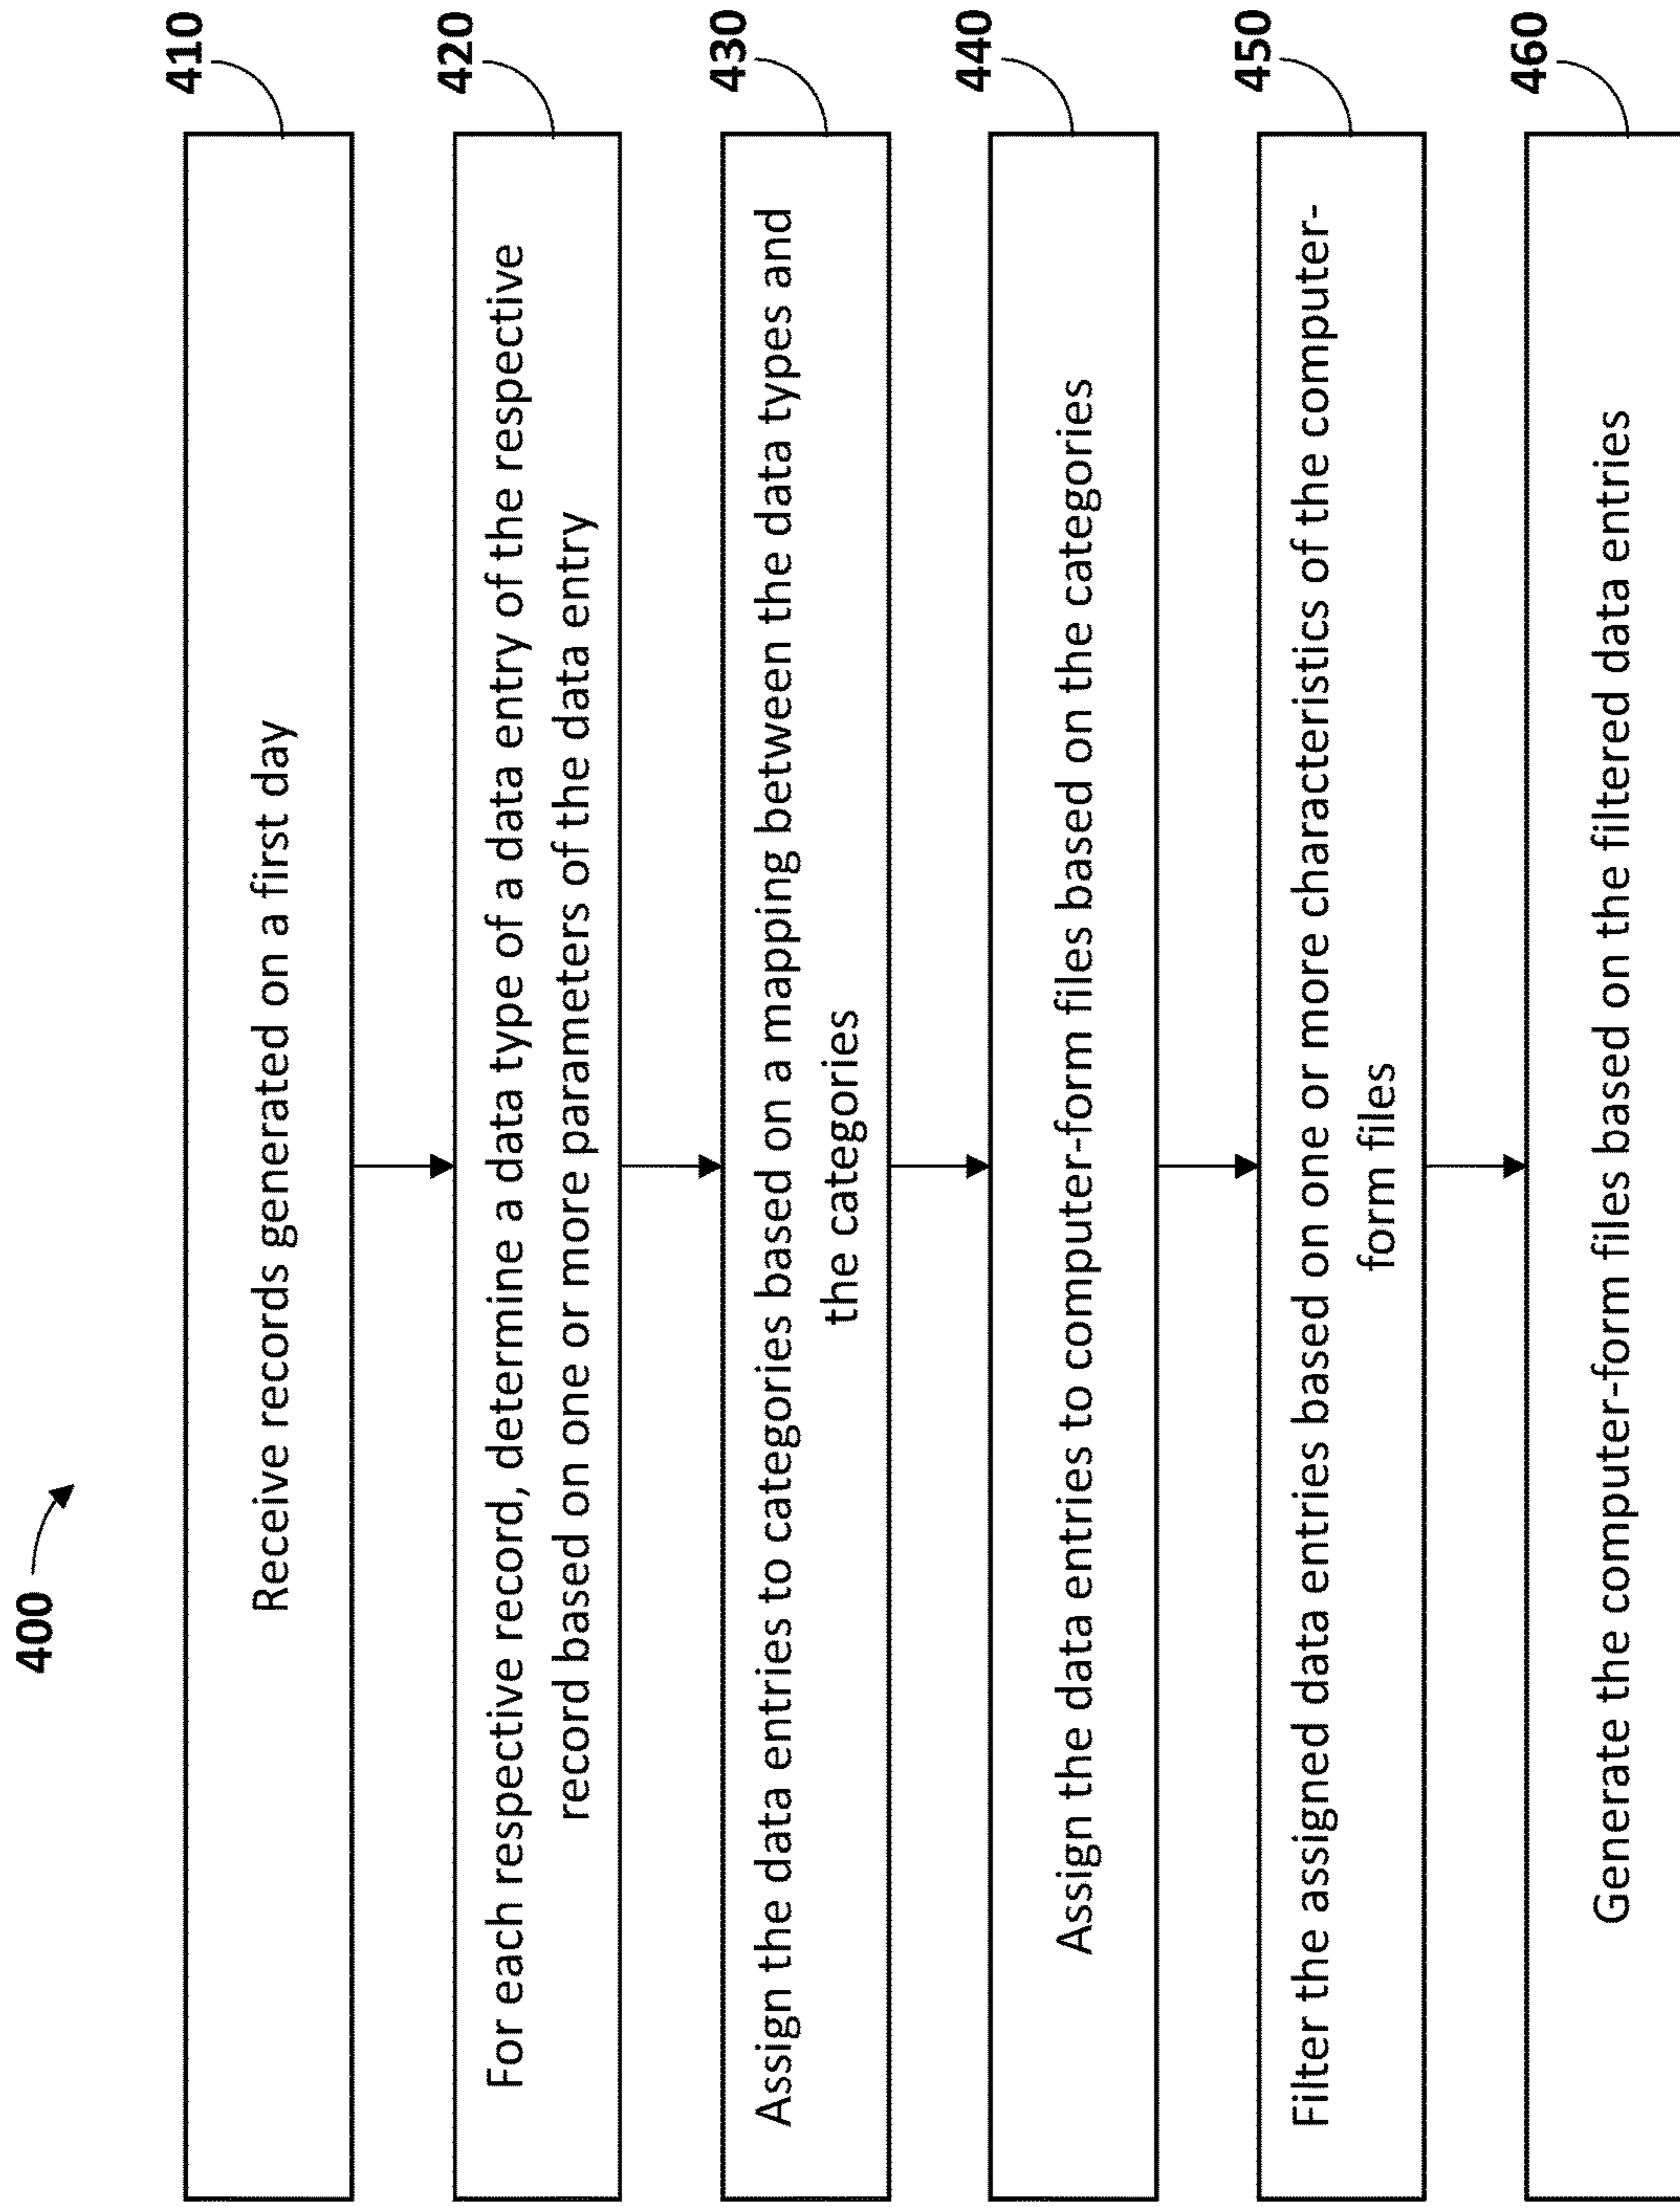 400
410
Receive records generated on a first day
420
For each respective record, determine a data type of a data entry of the respective
record based on one or more parameters of the data entry
430
Assign the data entries to categories based on a mapping between the data types and
the categories
440
Assign the data entries to computer-form files based on the categories
450
Filter the assigned data entries based on one or more characteristics of the computer-
form files
460
Generate the computer-form files based on the filtered data entries